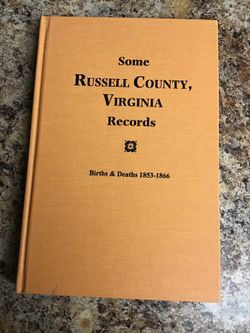 Some
RUSSELL COUNTY,
VIRGINIA
Records
Births & Deaths 1853-1866